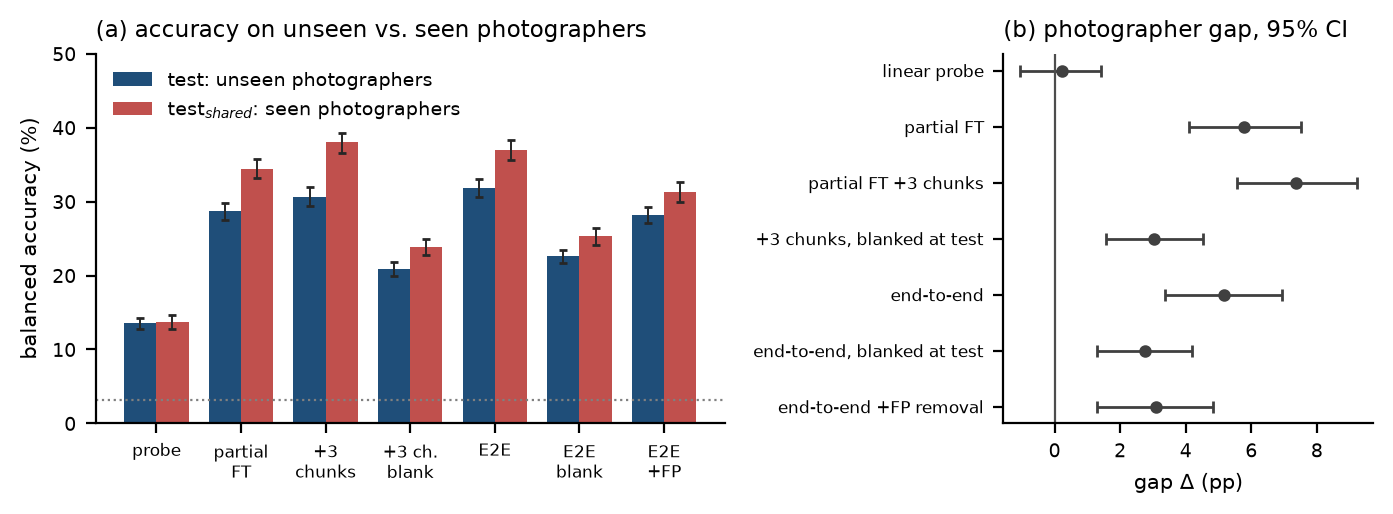 (a) accuracy on unseen vs. seen photographers
balanced accuracy (%)
50
40
30
20
10
0
test: unseen photographers
test_shared: seen photographers
probe
partial
FT
+3
chunks
+3 ch.
blank
E2E
E2E
blank
E2E
+FP
(b) photographer gap, 95% CI
linear probe
partial FT
partial FT +3 chunks
+3 chunks, blanked at test
end-to-end
end-to-end, blanked at test
end-to-end +FP removal
0 2 4 6 8
gap Δ (pp)